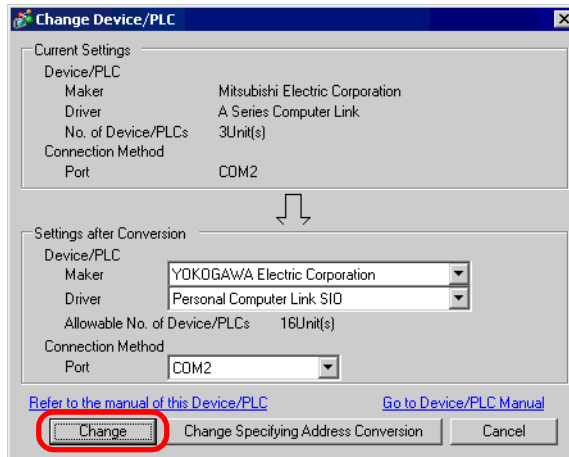 Change Device/PLC
Current Settings
Device/PLC
Maker Mitsubishi Electric Corporation
Driver A Series Computer Link
No. of Device/PLCs 3Unit(s)
Connection Method
Port COM2
Settings after Conversion
Device/PLC
Maker YOKOGAWA Electric Corporation
Driver Personal Computer Link SIO
Allowable No. of Device/PLCs 16Unit(s)
Connection Method
Port COM2
Refer to the manual of this Device/PLC Go to Device/PLC Manual
Change Change Specifying Address Conversion Cancel